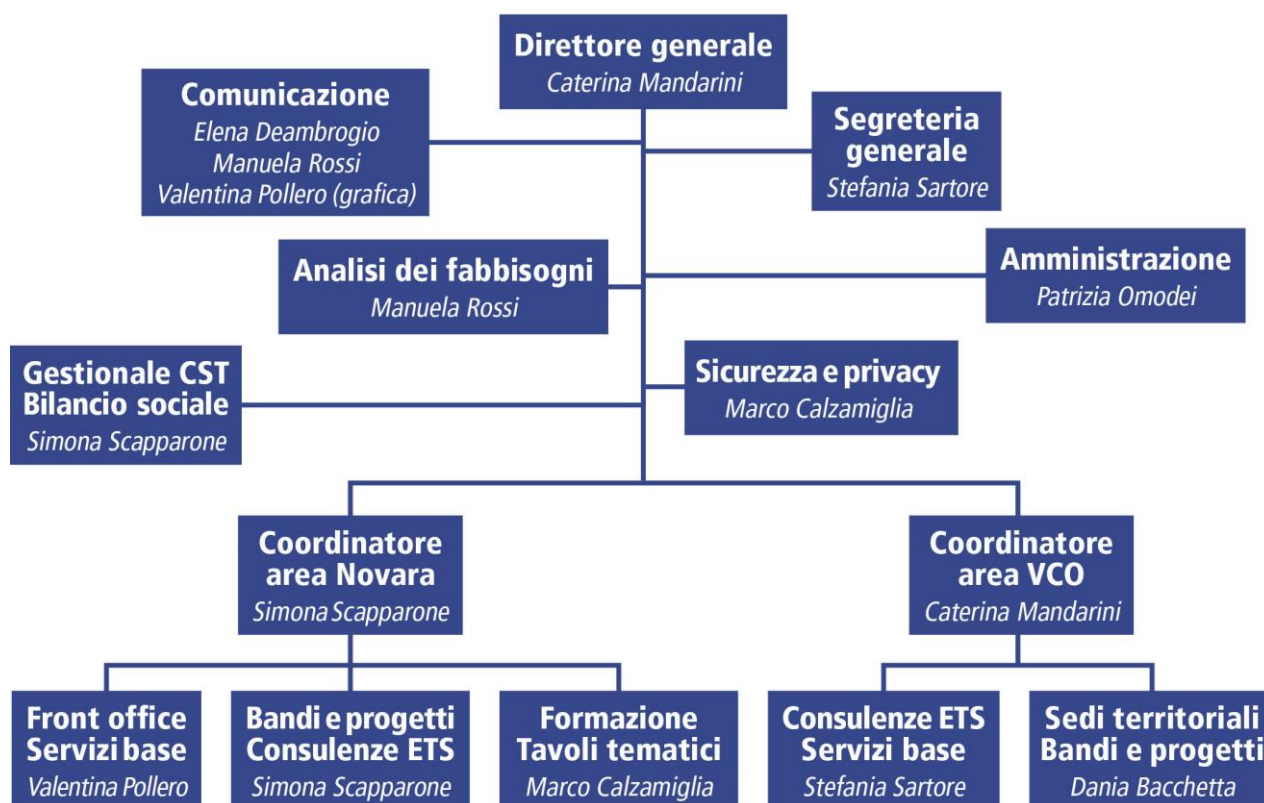 Direttore generale
Caterina Mandarini
Comunicazione
Elena Deambrogio
Manuela Rossi
Valentina Pollero (grafica)
Segreteria
generale
Stefania Sartore
Analisi dei fabbisogni
Manuela Rossi
Amministrazione
Patrizia Omodei
Gestionale CST
Bilancio sociale
Simona Scapparone
Sicurezza e privacy
Marco Calzamiglia
Coordinatore
area Novara
Simona Scapparone
Coordinatore
area VCO
Caterina Mandarini
Front office
Servizi base
Valentina Pollero
Bandi e progetti
Consulenze ETS
Simona Scapparone
Formazione
Tavoli tematici
Marco Calzamiglia
Consulenze ETS
Servizi base
Stefania Sartore
Sedi territoriali
Bandi e progetti
Dania Bacchetta